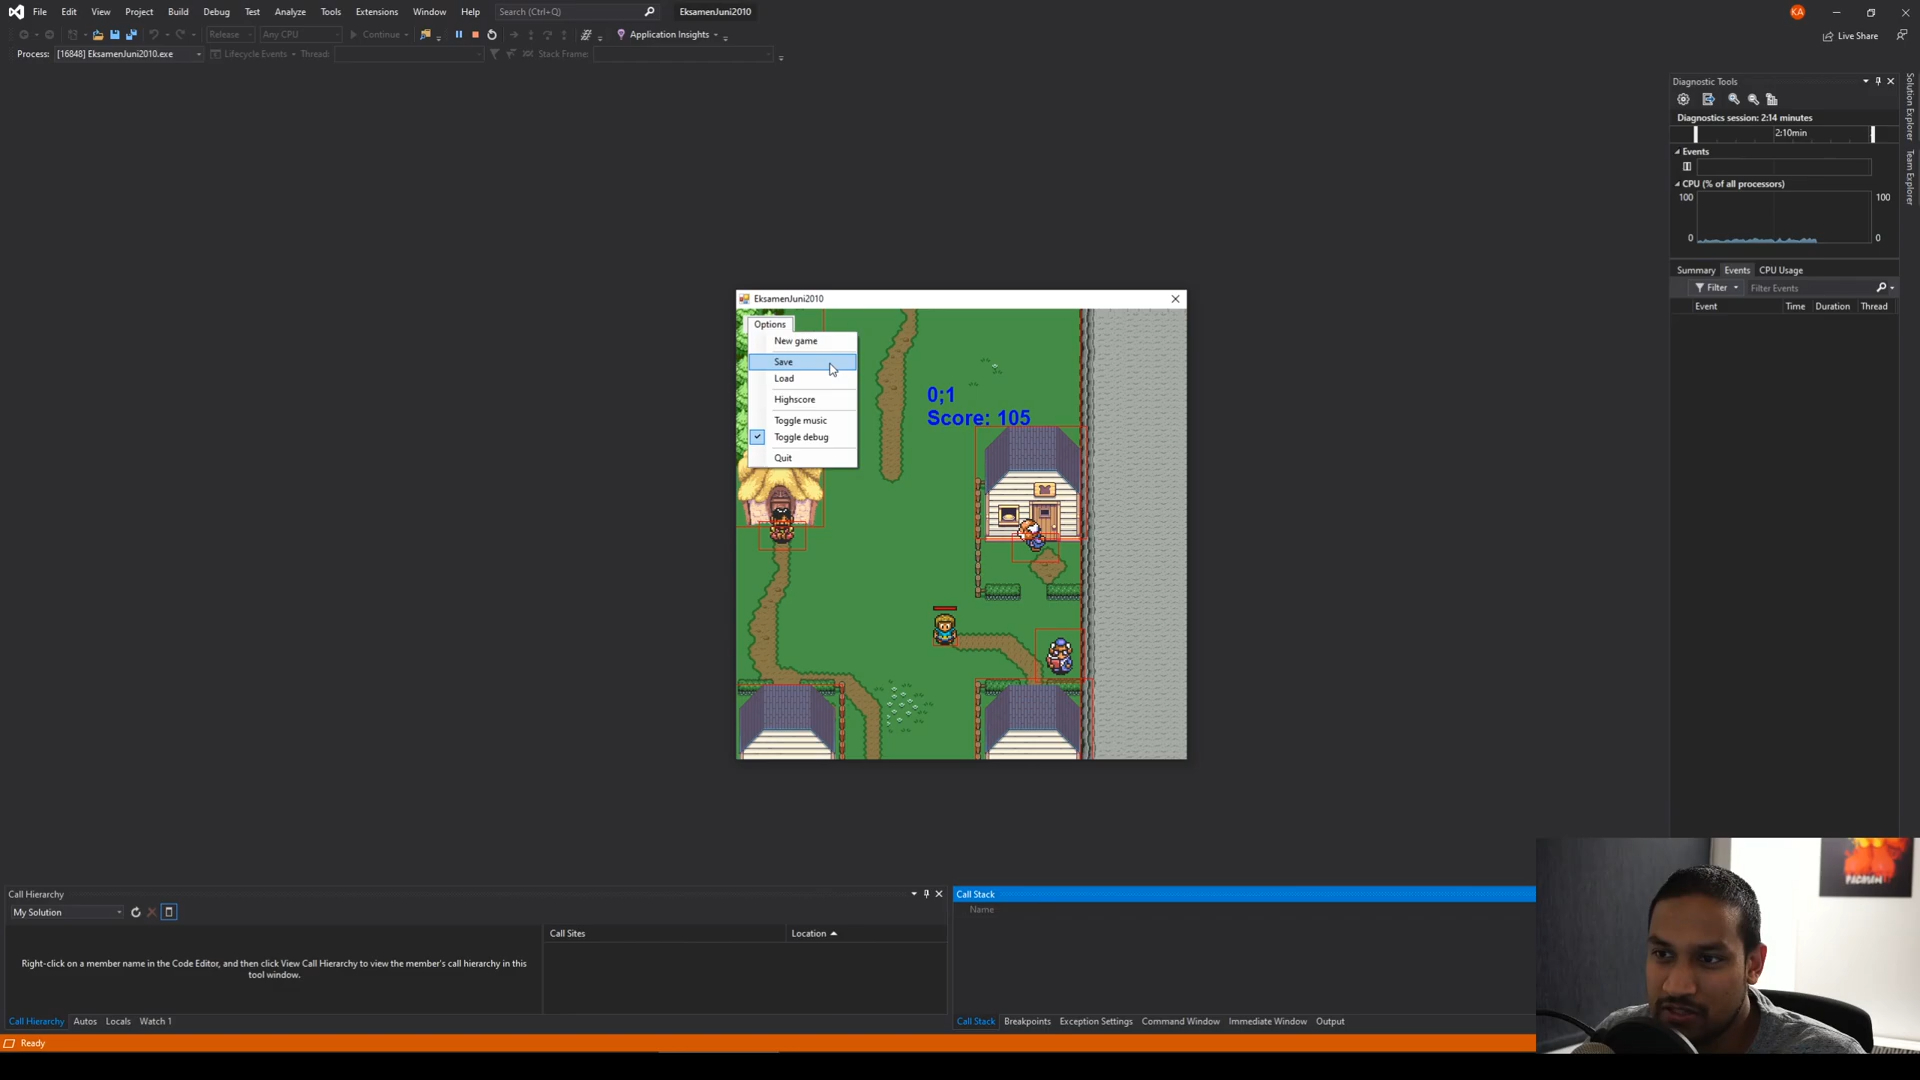 File Edit View Project Build Debug Test Analyze Tools Extensions Window Help Search (Ctrl+Q) EksamenJuni2010 KA
Release Any CPU Continue Application Insights Live Share
Process: [16848] EksamenJuni2010.exe Lifecycle Events Thread: Stack Frame:
Diagnostic Tools
Diagnostics session: 2:14 minutes
2:10min
Events
CPU (% of all processors)
100 100
0 0
Summary Events CPU Usage
Filter Filter Events
Event Time Duration Thread
Solution Explorer
Team Explorer
EksamenJuni2010
Options
New game
Save
Load
Highscore
Toggle music
Toggle debug
Quit
0;1
Score: 105
Call Hierarchy
My Solution
Call Sites Location
Right-click on a member name in the Code Editor, and then click View Call Hierarchy to view the member's call hierarchy in this
tool window.
Call Hierarchy Autos Locals Watch 1
Call Stack
Name
Call Stack Breakpoints Exception Settings Command Window Immediate Window Output
Ready
PACMAN